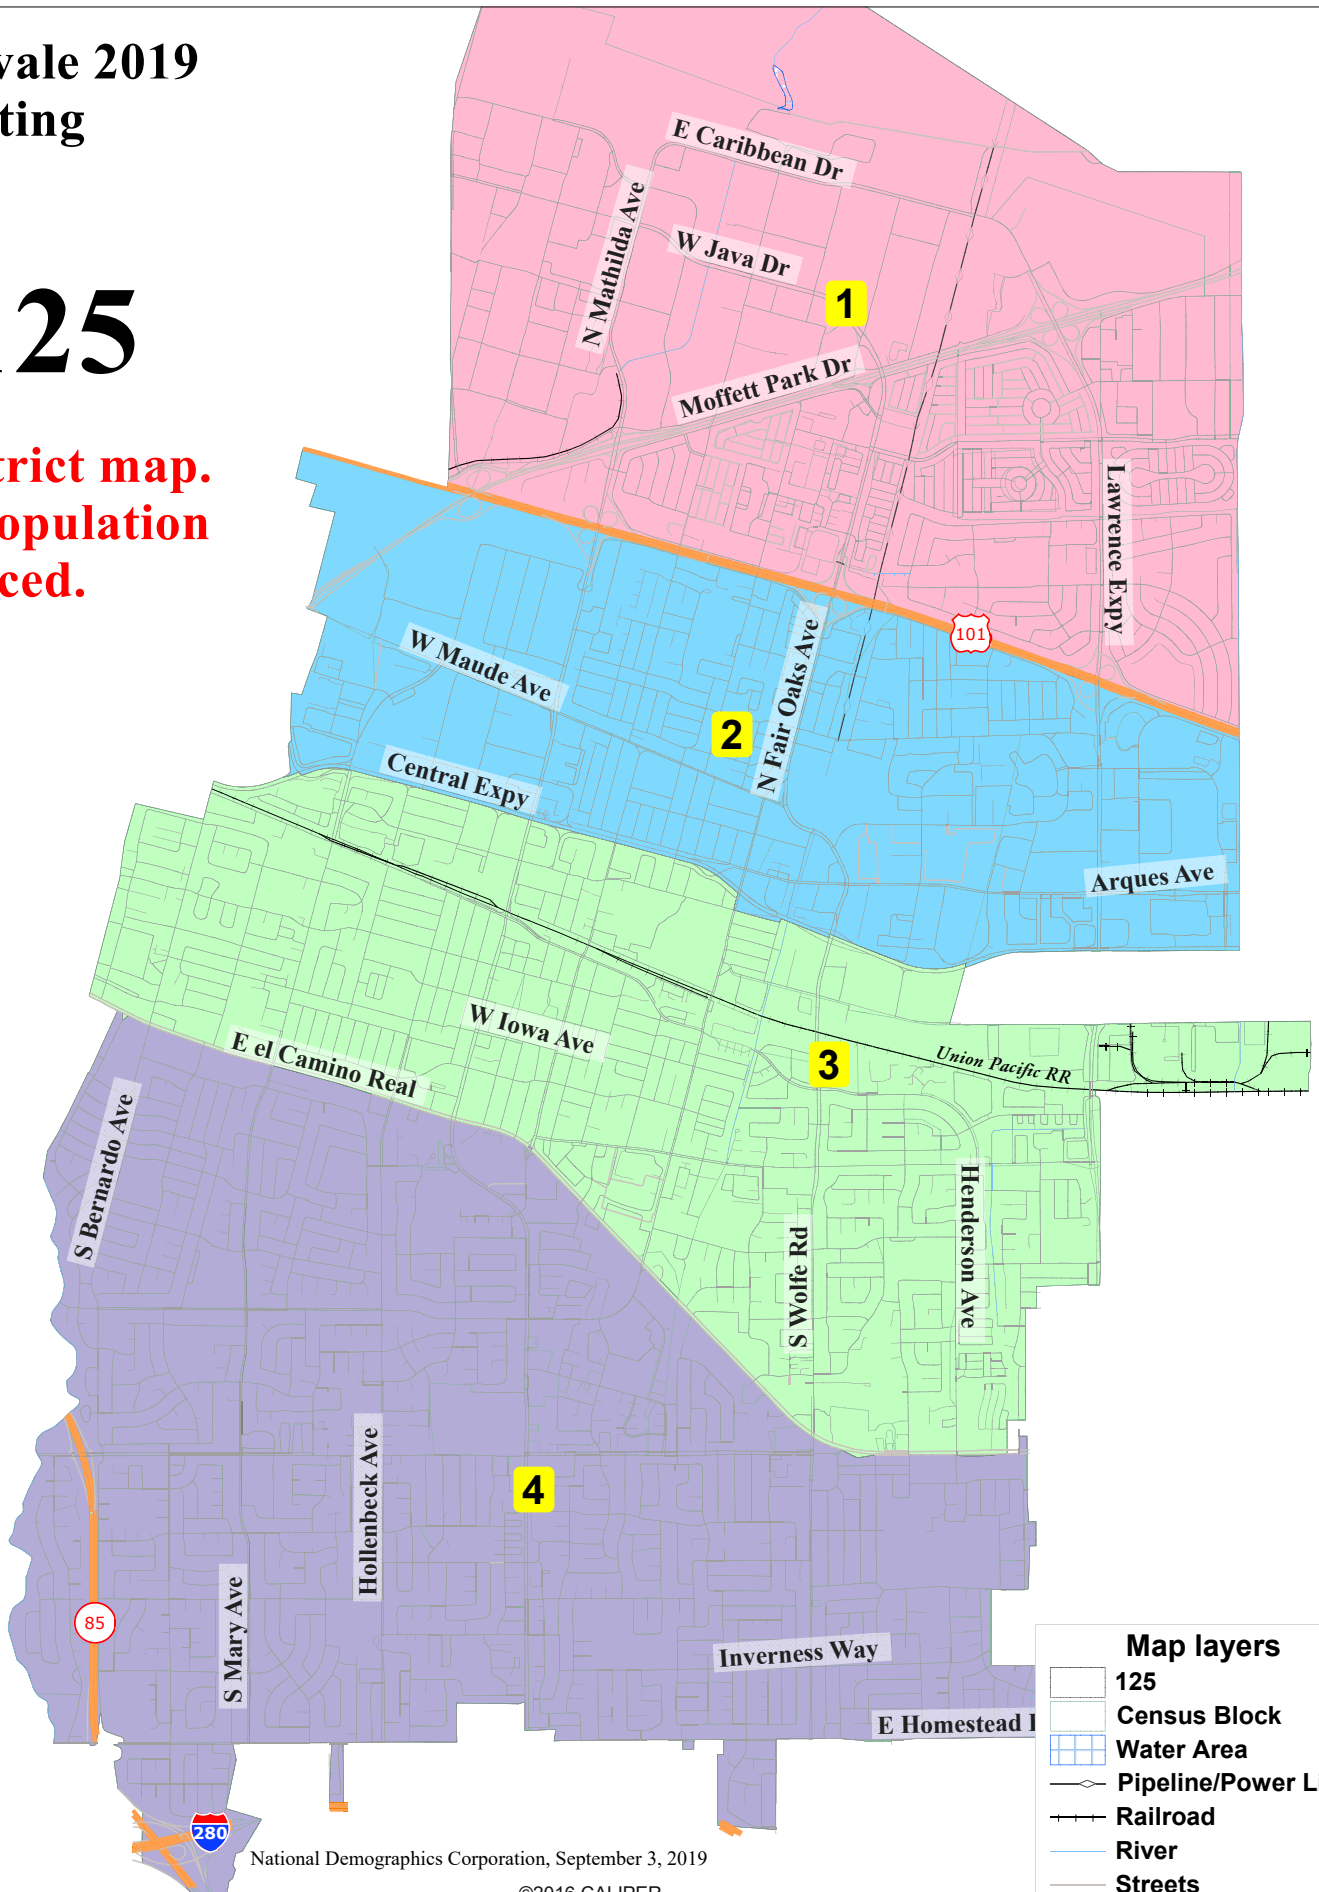 vale 2019
ting
125
trict map.
opulation
ced.
E Caribbean Dr
N Mathilda Ave
W Java Dr
1
Moffett Park Dr
Lawrence Expy
101
W Maude Ave
N Fair Oaks Ave
2
Central Expy
Arques Ave
W Iowa Ave
E el Camino Real
3
Union Pacific RR
S Bernardo Ave
Henderson Ave
S Wolfe Rd
Hollenbeck Ave
4
S Mary Ave
85
Inverness Way
E Homestead
280
Map layers
125
Census Block
Water Area
Pipeline/Power L
Railroad
River
Streets
National Demographics Corporation, September 3, 2019
©2016 CALIPER